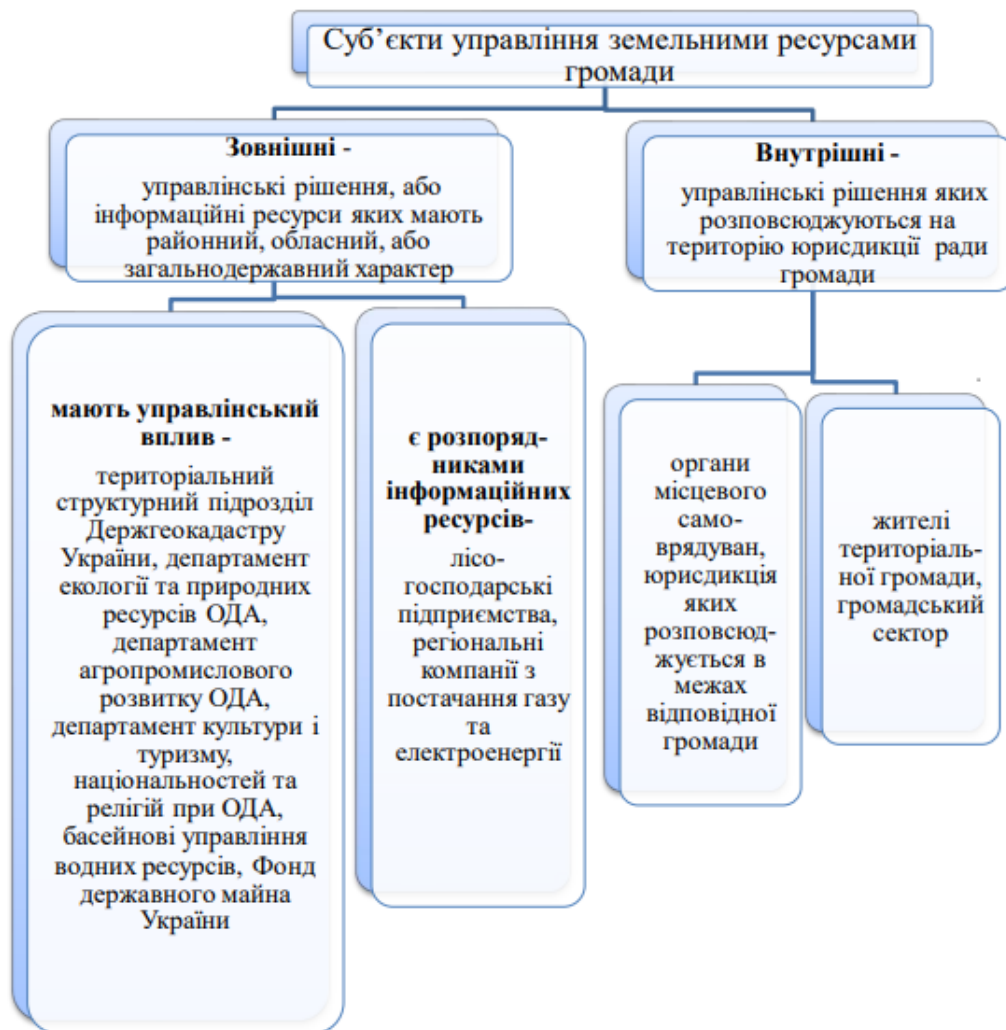 Суб’єкти управління земельними ресурсами
громади
Зовнішні -
управлінські рішення, або
інформаційні ресурси яких мають
районний, обласний, або
загальнодержавний характер
Внутрішні -
управлінські рішення яких
розповсюджуються на
територію юрисдикції ради
громади
мають управлінський
вплив -
територіальний
структурний підрозділ
Держгеокадастру
України, департамент
екології та природних
ресурсів ОДА,
департамент
агропромислового
розвитку ОДА,
департамент культури і
туризму,
національностей та
релігій при ОДА,
басейнові управління
водних ресурсів, Фонд
державного майна
України
є розпоряд-
никами
інформаційних
ресурсів-
лісо-
господарські
підприємства,
регіональні
компанії з
постачання газу
та
електроенергії
органи
місцевого
само-
врядуван,
юрисдикція
яких
розповсюд-
жується в
межах
відповідної
громади
жителі
територіаль-
ної громади,
громадський
сектор